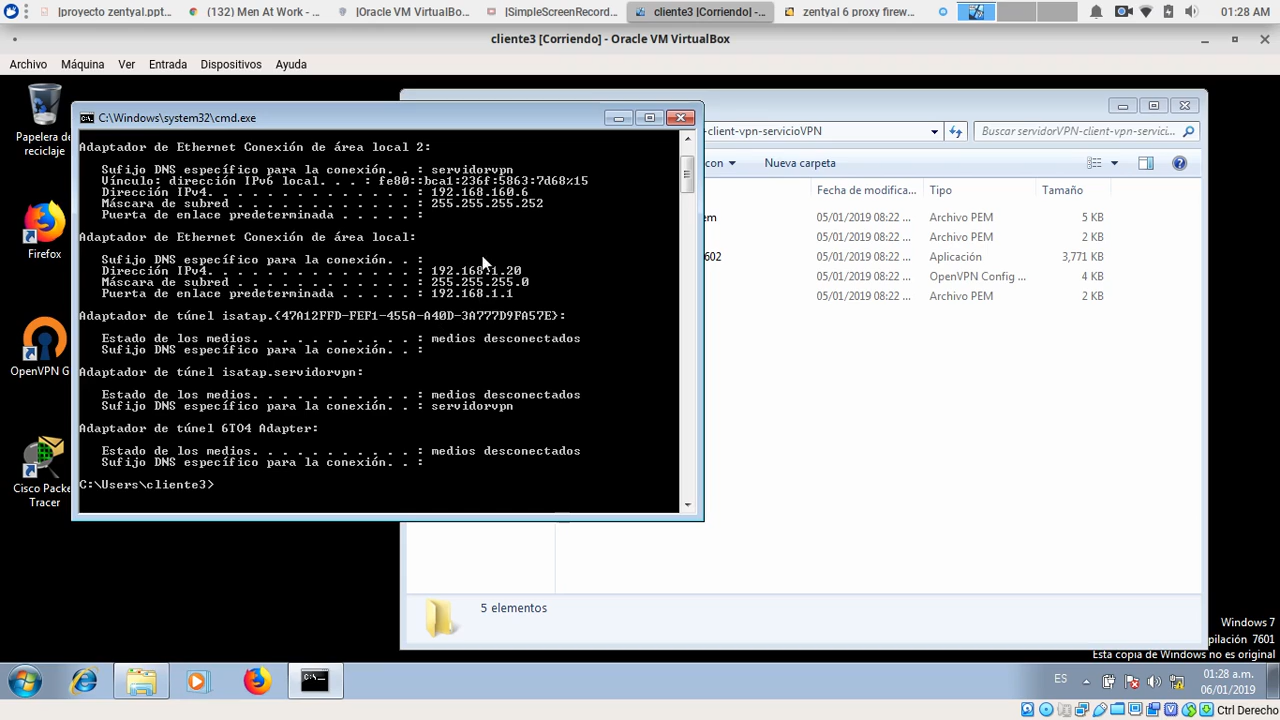 |proyecto zentyal.ppt...
(132) Men At Work - ...
|Oracle VM VirtualBo...
|SimpleScreenRecord...
cliente3 [Corriendo] -...
zentyal 6 proxy firew...
01:28 AM
cliente3 [Corriendo] - Oracle VM VirtualBox
Archivo Máquina Ver Entrada Dispositivos Ayuda
Papelera de
reciclaje
Firefox
OpenVPN G
Cisco Packe
Tracer
C:\Windows\system32\cmd.exe
Adaptador de Ethernet Conexión de área local 2:
Sufijo DNS específico para la conexión. . : servidorvpn
Vínculo: dirección IPv6 local. . . : fe80::bca1:236f:5863:7d68%15
Dirección IPv4. . . . . . . . . . . . . . : 192.168.160.6
Máscara de subred . . . . . . . . . . . . : 255.255.255.252
Puerta de enlace predeterminada . . . . . :
Adaptador de Ethernet Conexión de área local:
Sufijo DNS específico para la conexión. . :
Dirección IPv4. . . . . . . . . . . . . . : 192.168.1.20
Máscara de subred . . . . . . . . . . . . : 255.255.255.0
Puerta de enlace predeterminada . . . . . : 192.168.1.1
Adaptador de túnel isatap.{47A12FFD-FEF1-455A-A40D-3A777D9FA57E}:
Estado de los medios. . . . . . . . . . . : medios desconectados
Sufijo DNS específico para la conexión. . :
Adaptador de túnel isatap.servidorvpn:
Estado de los medios. . . . . . . . . . . : medios desconectados
Sufijo DNS específico para la conexión. . : servidorvpn
Adaptador de túnel 6TO4 Adapter:
Estado de los medios. . . . . . . . . . . : medios desconectados
Sufijo DNS específico para la conexión. . :
C:\Users\cliente3>
-client-vpn-servicioVPN
Buscar servidorVPN-client-vpn-servici...
con
Nueva carpeta
Fecha de modifica... Tipo Tamaño
em 05/01/2019 08:22 ... Archivo PEM 5 KB
05/01/2019 08:22 ... Archivo PEM 2 KB
602 05/01/2019 08:22 ... Aplicación 3,771 KB
05/01/2019 08:22 ... OpenVPN Config ... 4 KB
05/01/2019 08:22 ... Archivo PEM 2 KB
5 elementos
Windows 7
pilación 7601
Esta copia de Windows no es original
ES
01:28 a.m.
06/01/2019
Ctrl Derecho